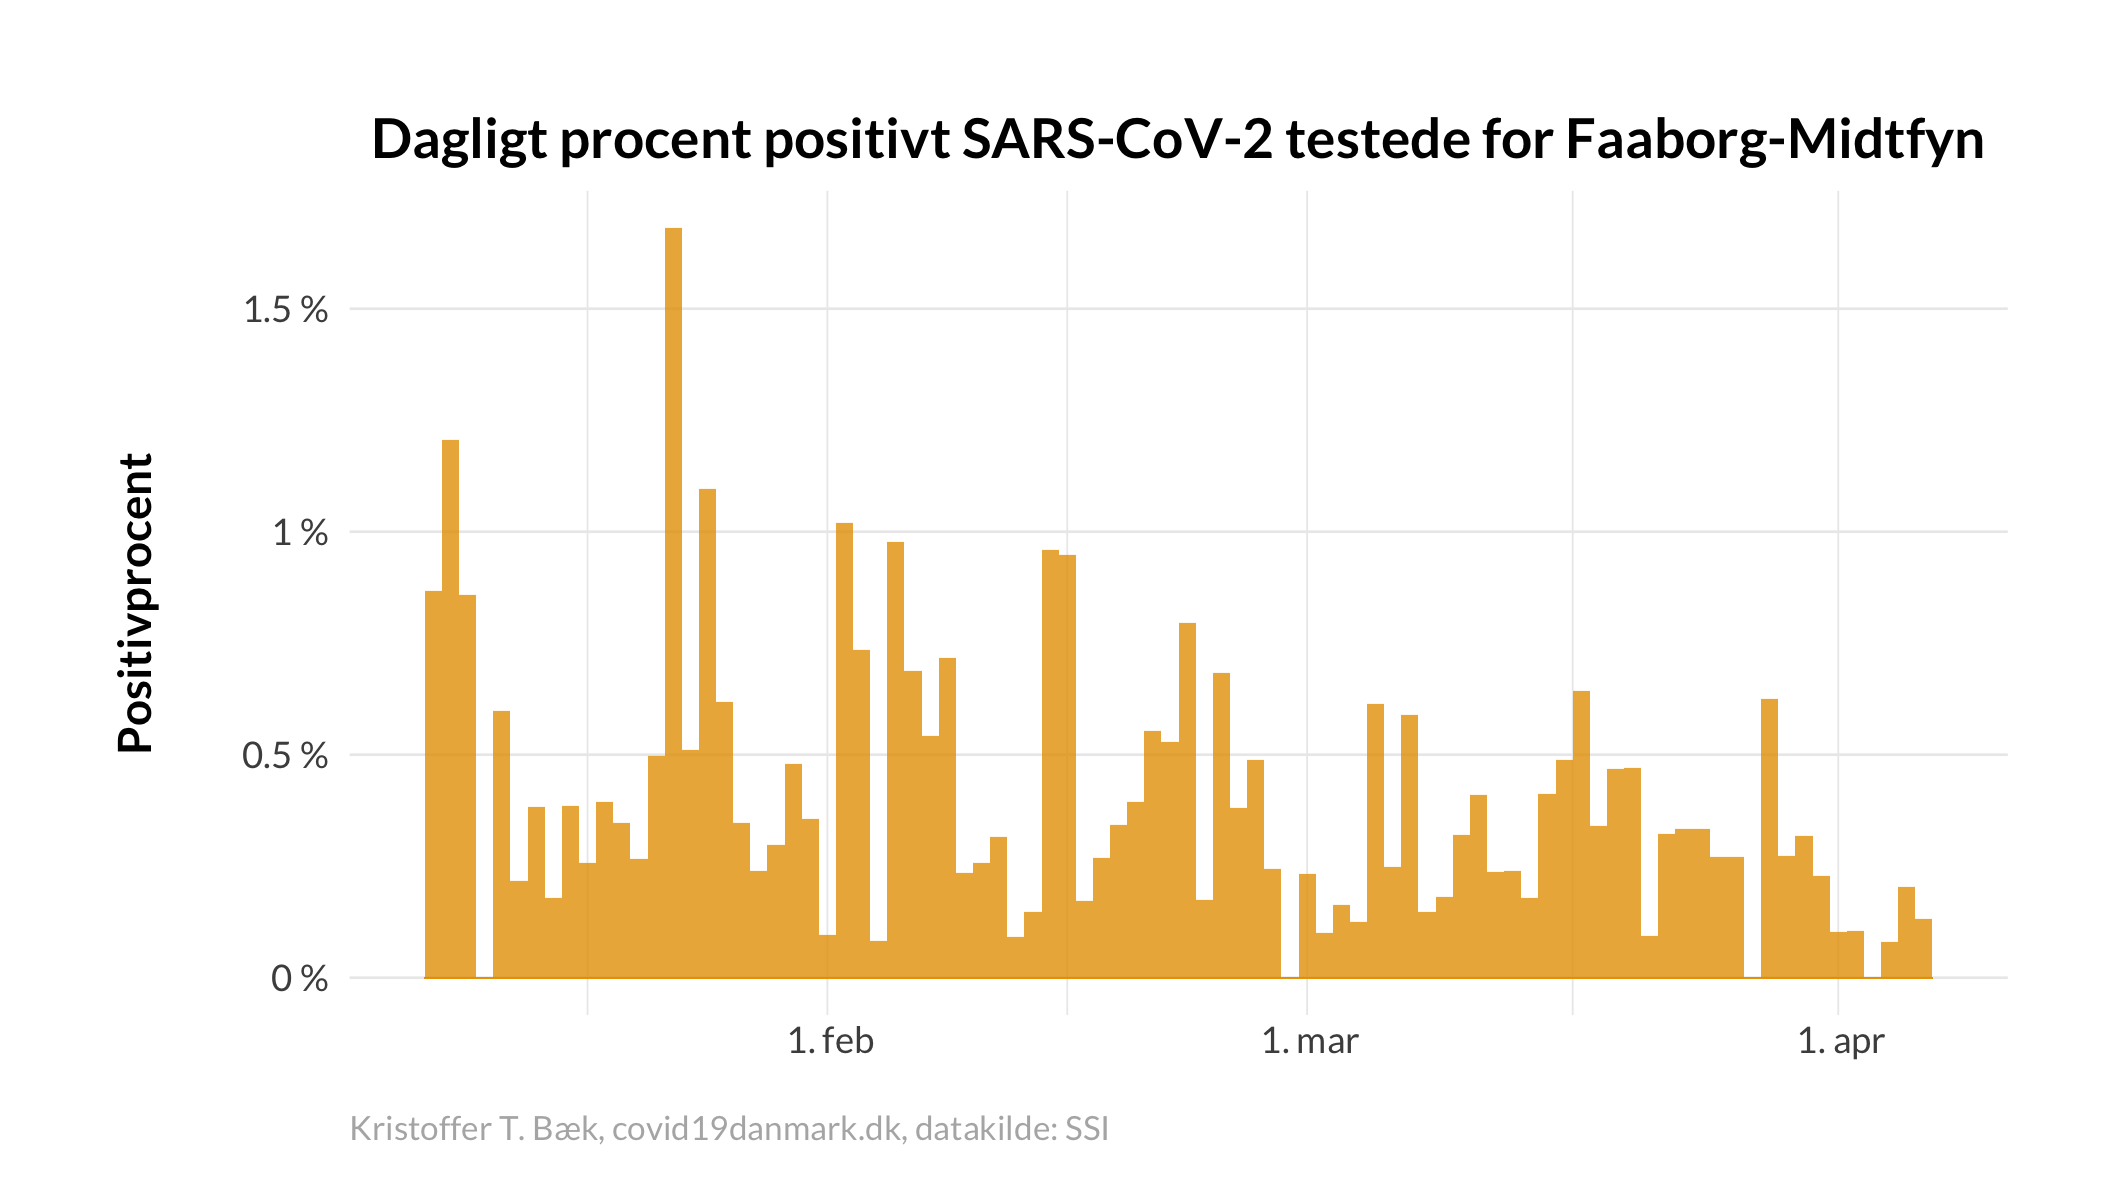 Dagligt procent positivt SARS-CoV-2 testede for Faaborg-Midtfyn
Positivprocent
1.5 %
1 %
0.5 %
0 %
1. feb
1. mar
1. apr
Kristoffer T. Bæk, covid19danmark.dk, datakilde: SSI